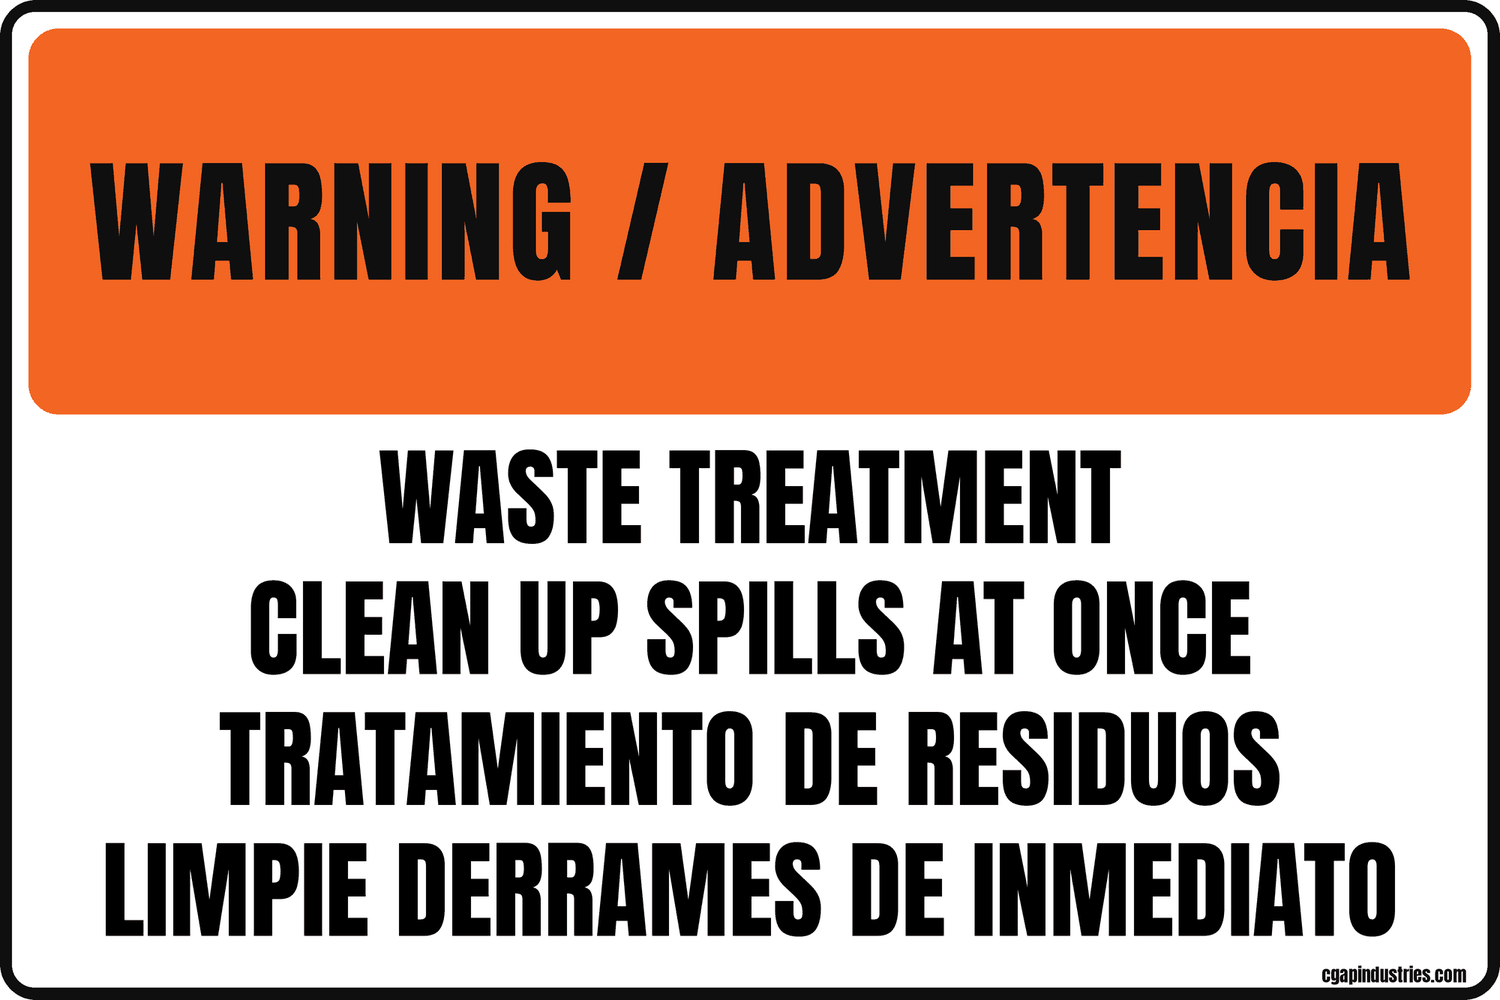 WARNING / ADVERTENCIA
WASTE TREATMENT
CLEAN UP SPILLS AT ONCE
TRATAMIENTO DE RESIDUOS
LIMPIE DERRAMES DE INMEDIATO
cgapindustries.com